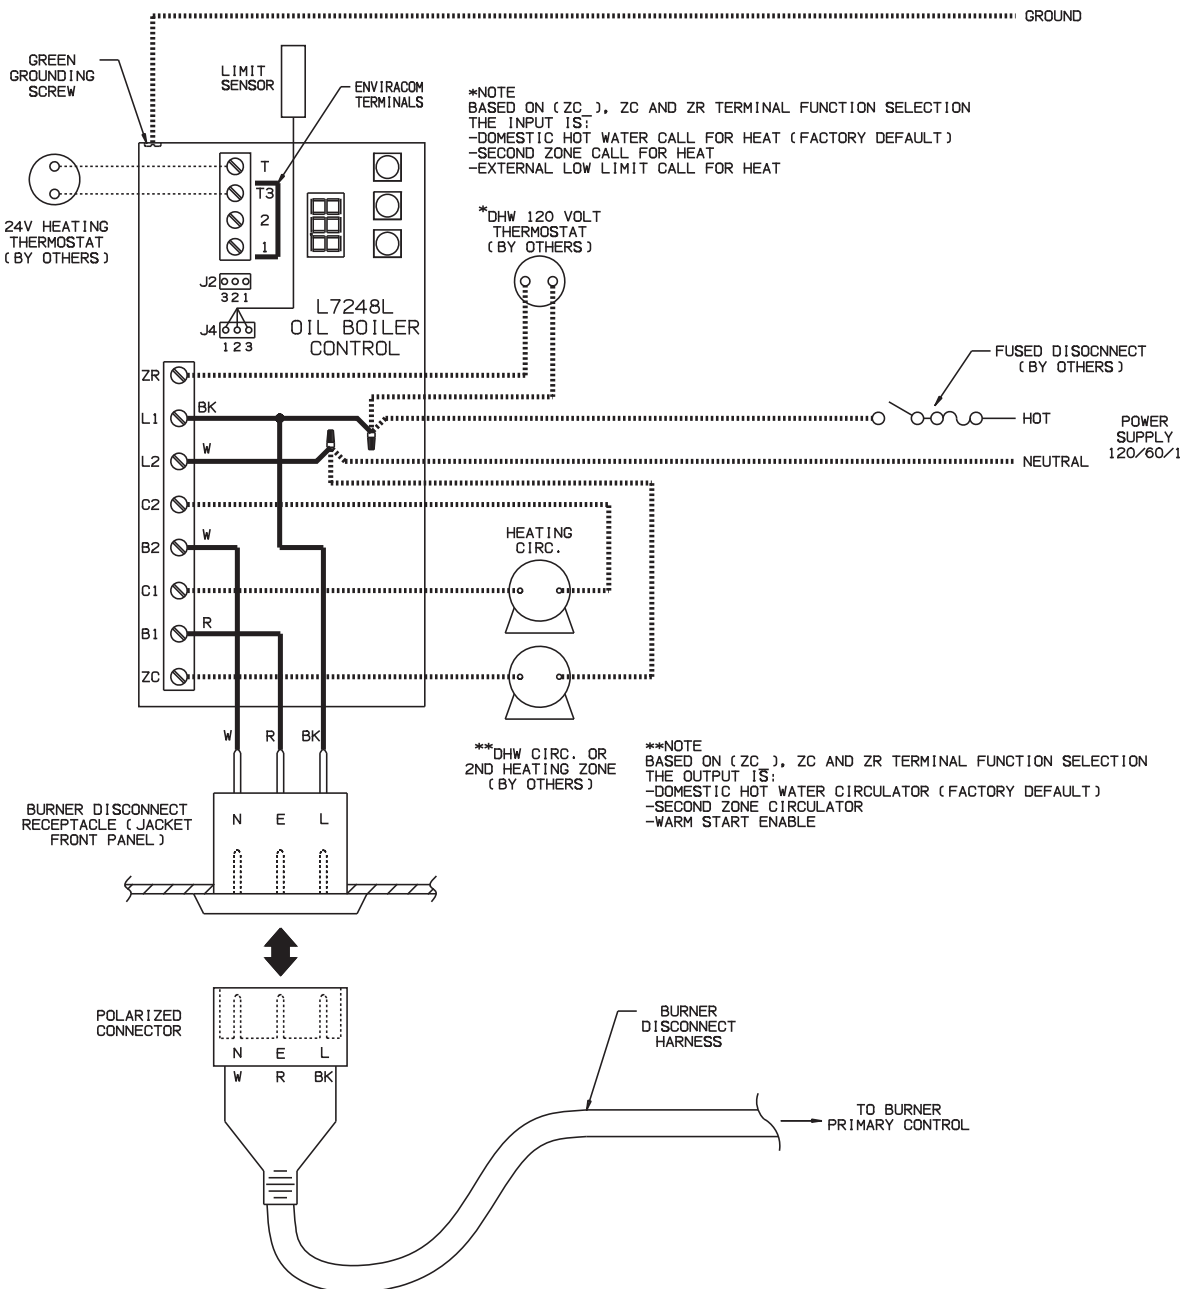 GROUND
GREEN
GROUNDING
SCREW
LIMIT
SENSOR
ENVIRACOM
TERMINALS
*NOTE
BASED ON (ZC_), ZC AND ZR TERMINAL FUNCTION SELECTION
THE INPUT IS:
-DOMESTIC HOT WATER CALL FOR HEAT (FACTORY DEFAULT)
-SECOND ZONE CALL FOR HEAT
-EXTERNAL LOW LIMIT CALL FOR HEAT
T
T3
2
1
24V HEATING
THERMOSTAT
(BY OTHERS)
*DHW 120 VOLT
THERMOSTAT
(BY OTHERS)
J2
321
J4
123
L7248L
OIL BOILER
CONTROL
FUSED DISOCNNECT
(BY OTHERS)
ZR
L1
BK
HOT
POWER
SUPPLY
120/60/1
L2
W
NEUTRAL
C2
HEATING
CIRC.
B2
W
C1
B1
R
ZC
W
R
BK
**DHW CIRC. OR
2ND HEATING ZONE
(BY OTHERS)
**NOTE
BASED ON (ZC_), ZC AND ZR TERMINAL FUNCTION SELECTION
THE OUTPUT IS:
-DOMESTIC HOT WATER CIRCULATOR (FACTORY DEFAULT)
-SECOND ZONE CIRCULATOR
-WARM START ENABLE
BURNER DISCONNECT
RECEPTACLE (JACKET
FRONT PANEL)
N E L
POLARIZED
CONNECTOR
N E L
W R BK
BURNER
DISCONNECT
HARNESS
TO BURNER
PRIMARY CONTROL